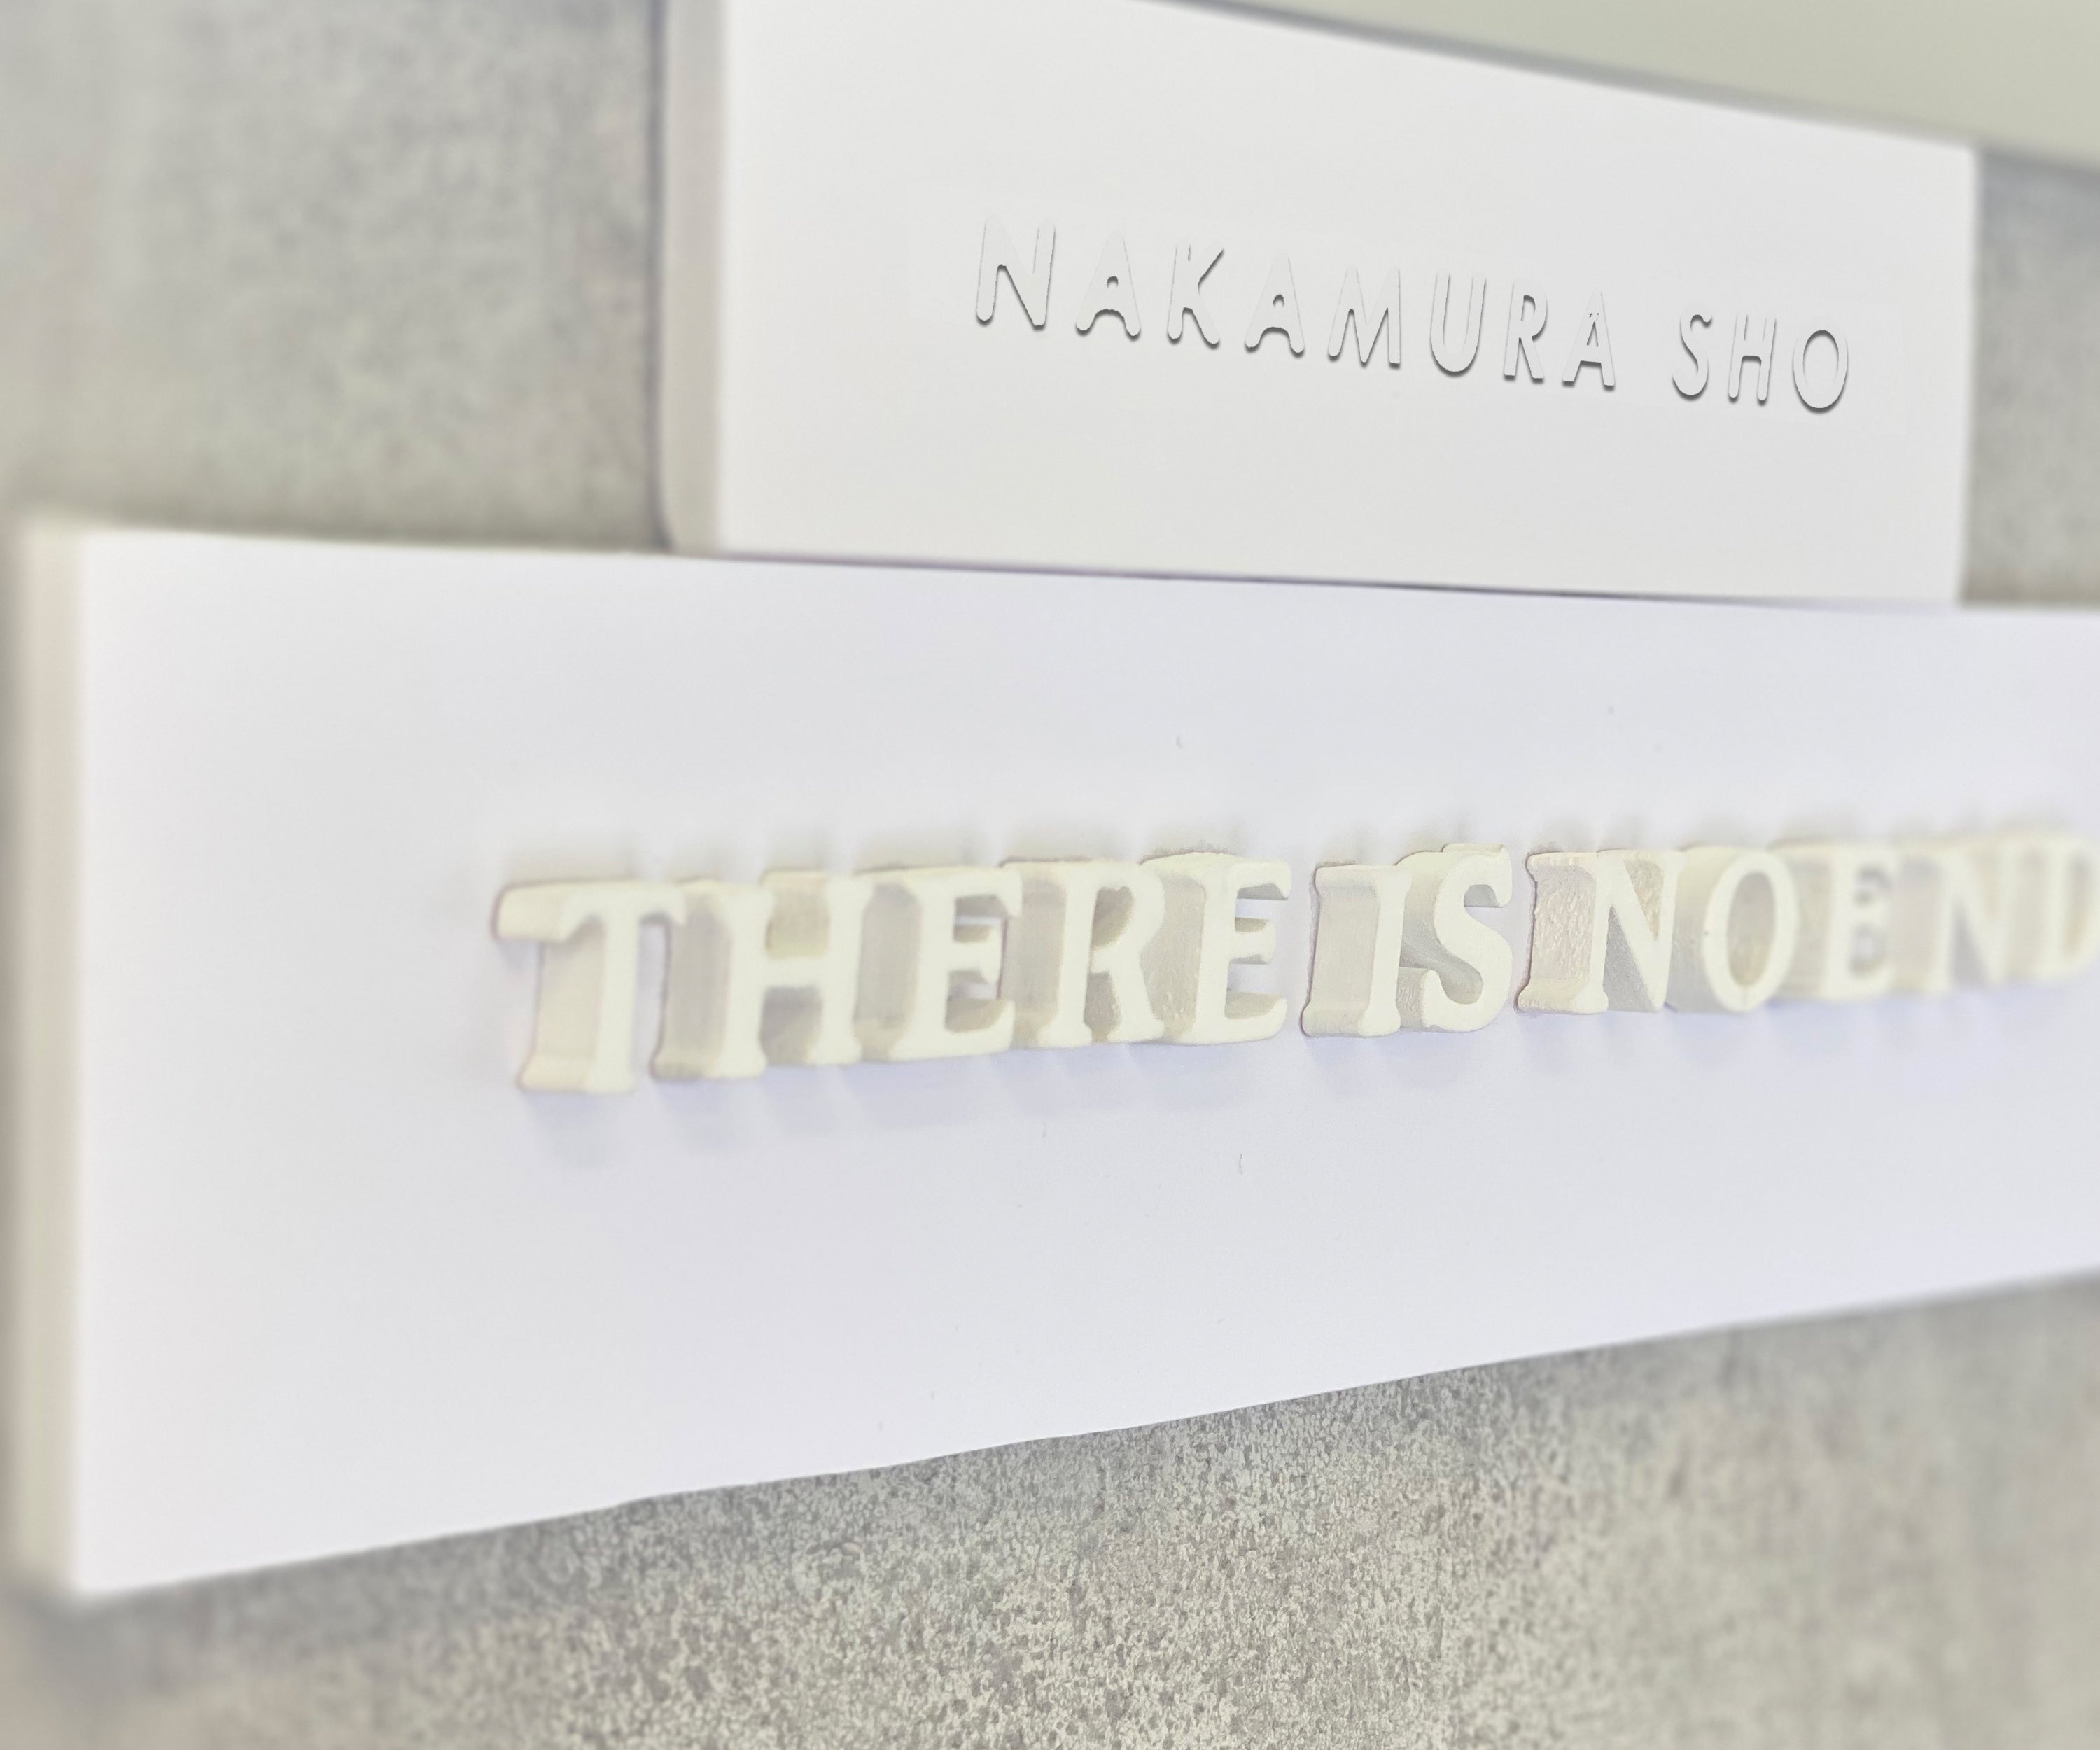 NAKAMURA SHO
THERE IS NO END